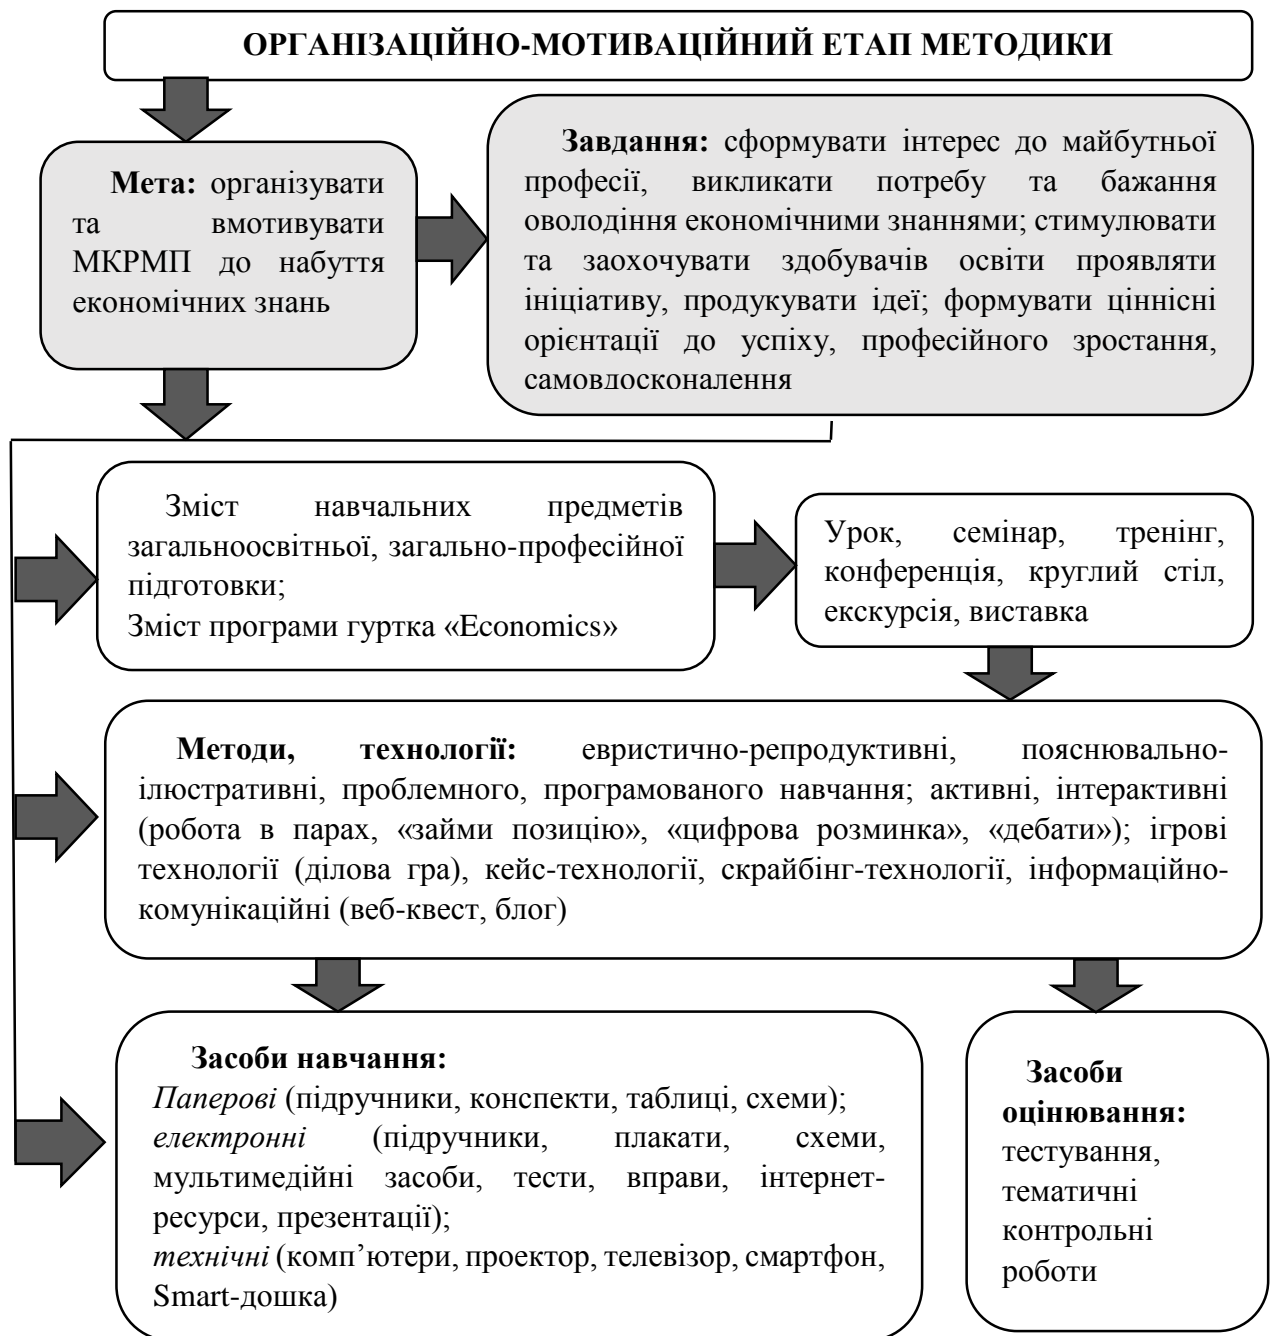 ОРГАНІЗАЦІЙНО-МОТИВАЦІЙНИЙ ЕТАП МЕТОДИКИ
Мета: організувати
та вмотивувати
МКРМП до набуття
економічних знань
Завдання: сформувати інтерес до майбутньої
професії, викликати потребу та бажання
оволодіння економічними знаннями; стимулювати
та заохочувати здобувачів освіти проявляти
ініціативу, продукувати ідеї; формувати ціннісні
орієнтації до успіху, професійного зростання,
самовдосконалення
Зміст навчальних предметів
загальноосвітньої, загально-професійної
підготовки;
Зміст програми гуртка «Economics»
Урок, семінар, тренінг,
конференція, круглий стіл,
екскурсія, виставка
Методи, технології: евристично-репродуктивні, пояснювально-
ілюстративні, проблемного, програмованого навчання; активні, інтерактивні
(робота в парах, «займи позицію», «цифрова розминка», «дебати»); ігрові
технології (ділова гра), кейс-технології, скрайбінг-технології, інформаційно-
комунікаційні (веб-квест, блог)
Засоби навчання:
Паперові (підручники, конспекти, таблиці, схеми);
електронні (підручники, плакати, схеми,
мультимедійні засоби, тести, вправи, інтернет-
ресурси, презентації);
технічні (комп’ютери, проектор, телевізор, смартфон,
Smart-дошка)
Засоби
оцінювання:
тестування,
тематичні
контрольні
роботи